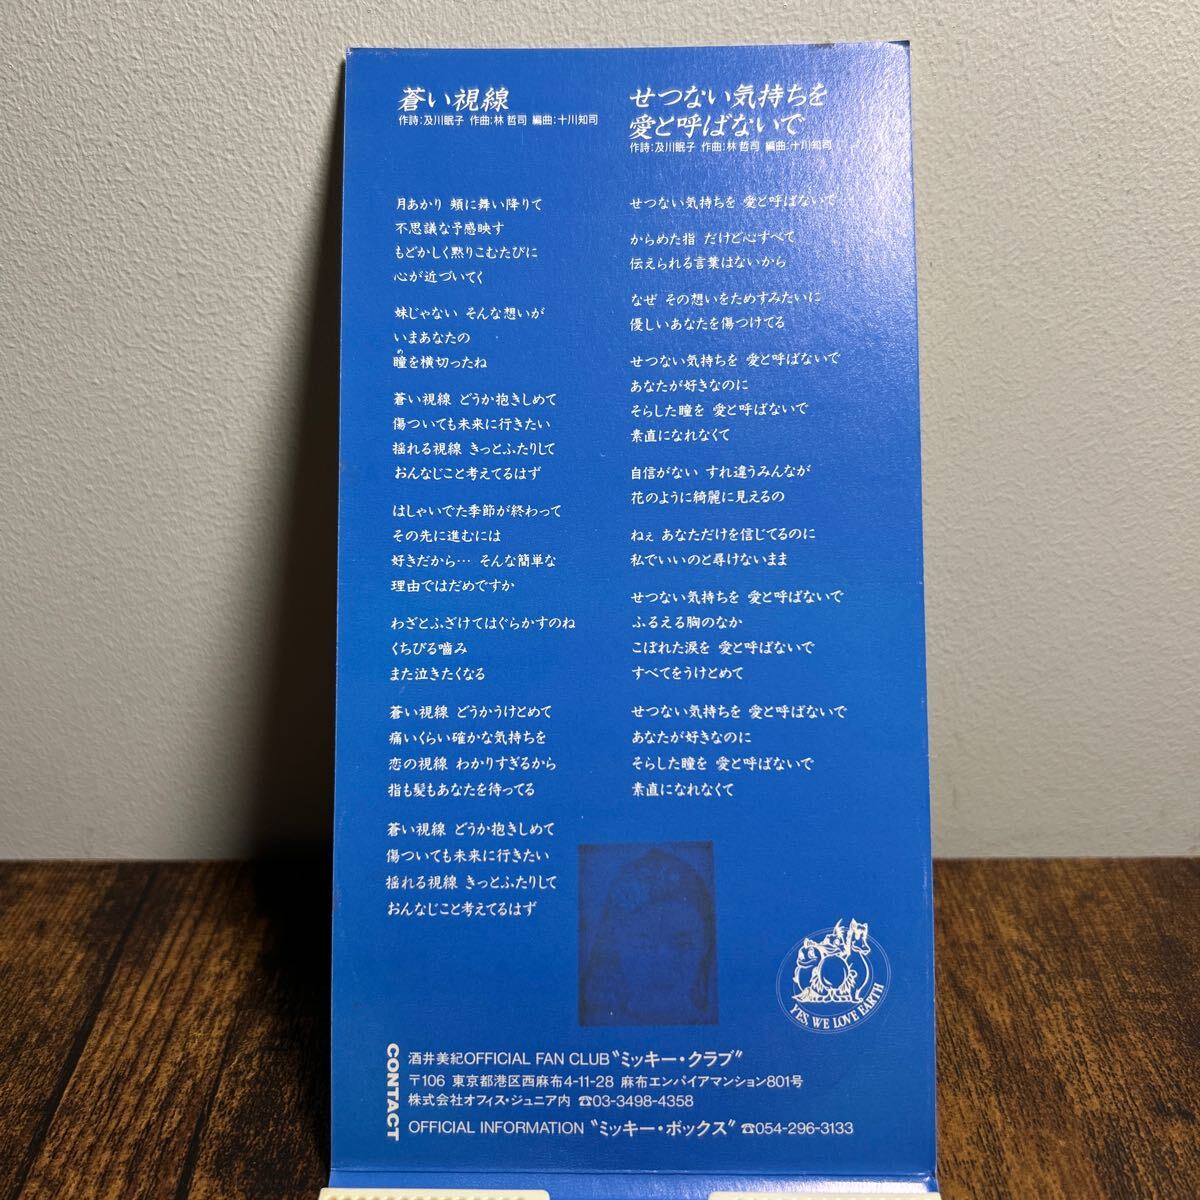 蒼い視線
作詩:及川眠子 作曲:林 哲司 編曲:十川知司
月あかり 頬に舞い降りて
不思議な予感映す
もどかしく黙りこむたびに
心が近づいてく
妹じゃない そんな想いが
いまあなたの
瞳を横切ったね
め
蒼い視線 どうか抱きしめて
傷ついても未来に行きたい
揺れる視線 きっとふたりして
おんなじこと考えてるはず
はしゃいでた季節が終わって
その先に進むには
好きだから… そんな簡単な
理由ではだめですか
わざとふざけてはぐらかすのね
くちびる噛み
また泣きたくなる
蒼い視線 どうかうけとめて
痛いくらい確かな気持ちを
恋の視線 わかりすぎるから
指も髪もあなたを待ってる
蒼い視線 どうか抱きしめて
傷ついても未来に行きたい
揺れる視線 きっとふたりして
おんなじこと考えてるはず
せつない気持ちを
愛と呼ばないで
作詩:及川眠子 作曲:林 哲司 編曲:十川知司
せつない気持ちを 愛と呼ばないで
からめた指 だけど心すべて
伝えられる言葉はないから
なぜ その想いをためすみたいに
優しいあなたを傷つけてる
せつない気持ちを 愛と呼ばないで
あなたが好きなのに
そらした瞳を 愛と呼ばないで
素直になれなくて
自信がない すれ違うみんなが
花のように綺麗に見えるの
ねぇ あなただけを信じてるのに
私でいいのと尋けないまま
せつない気持ちを 愛と呼ばないで
ふるえる胸のなか
こぼれた涙を 愛と呼ばないで
すべてをうけとめて
せつない気持ちを 愛と呼ばないで
あなたが好きなのに
そらした瞳を 愛と呼ばないで
素直になれなくて
YES, WE LOVE EARTH
CONTACT
酒井美紀OFFICIAL FAN CLUB〝ミッキー・クラブ〟
〒106 東京都港区西麻布4-11-28 麻布エンパイアマンション801号
株式会社オフィス・ジュニア内 ☎03-3498-4358
OFFICIAL INFORMATION 〝ミッキー・ボックス〟 ☎054-296-3133